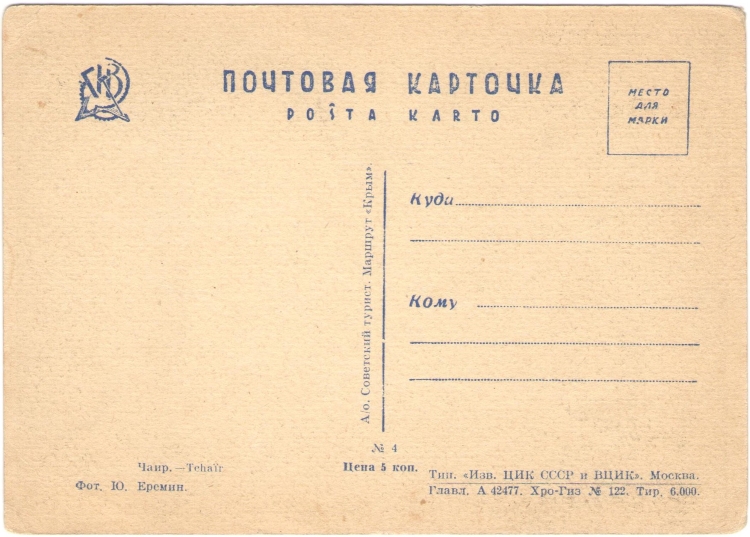 ПОЧТОВАЯ КАРТОЧКА
POŜTA KARTO
МЕСТО
ДЛЯ
МАРКИ
Куда
Кому
А/о. Советский турист. Маршрут «Крым».
№ 4
Чаир.—Tchaïr
Цена 5 коп.
Фот. Ю. Еремин.
Тип. «Изв. ЦИК СССР и ВЦИК». Москва.
Главл. А 42477. Хро-Гиз № 122. Тир. 6.000.